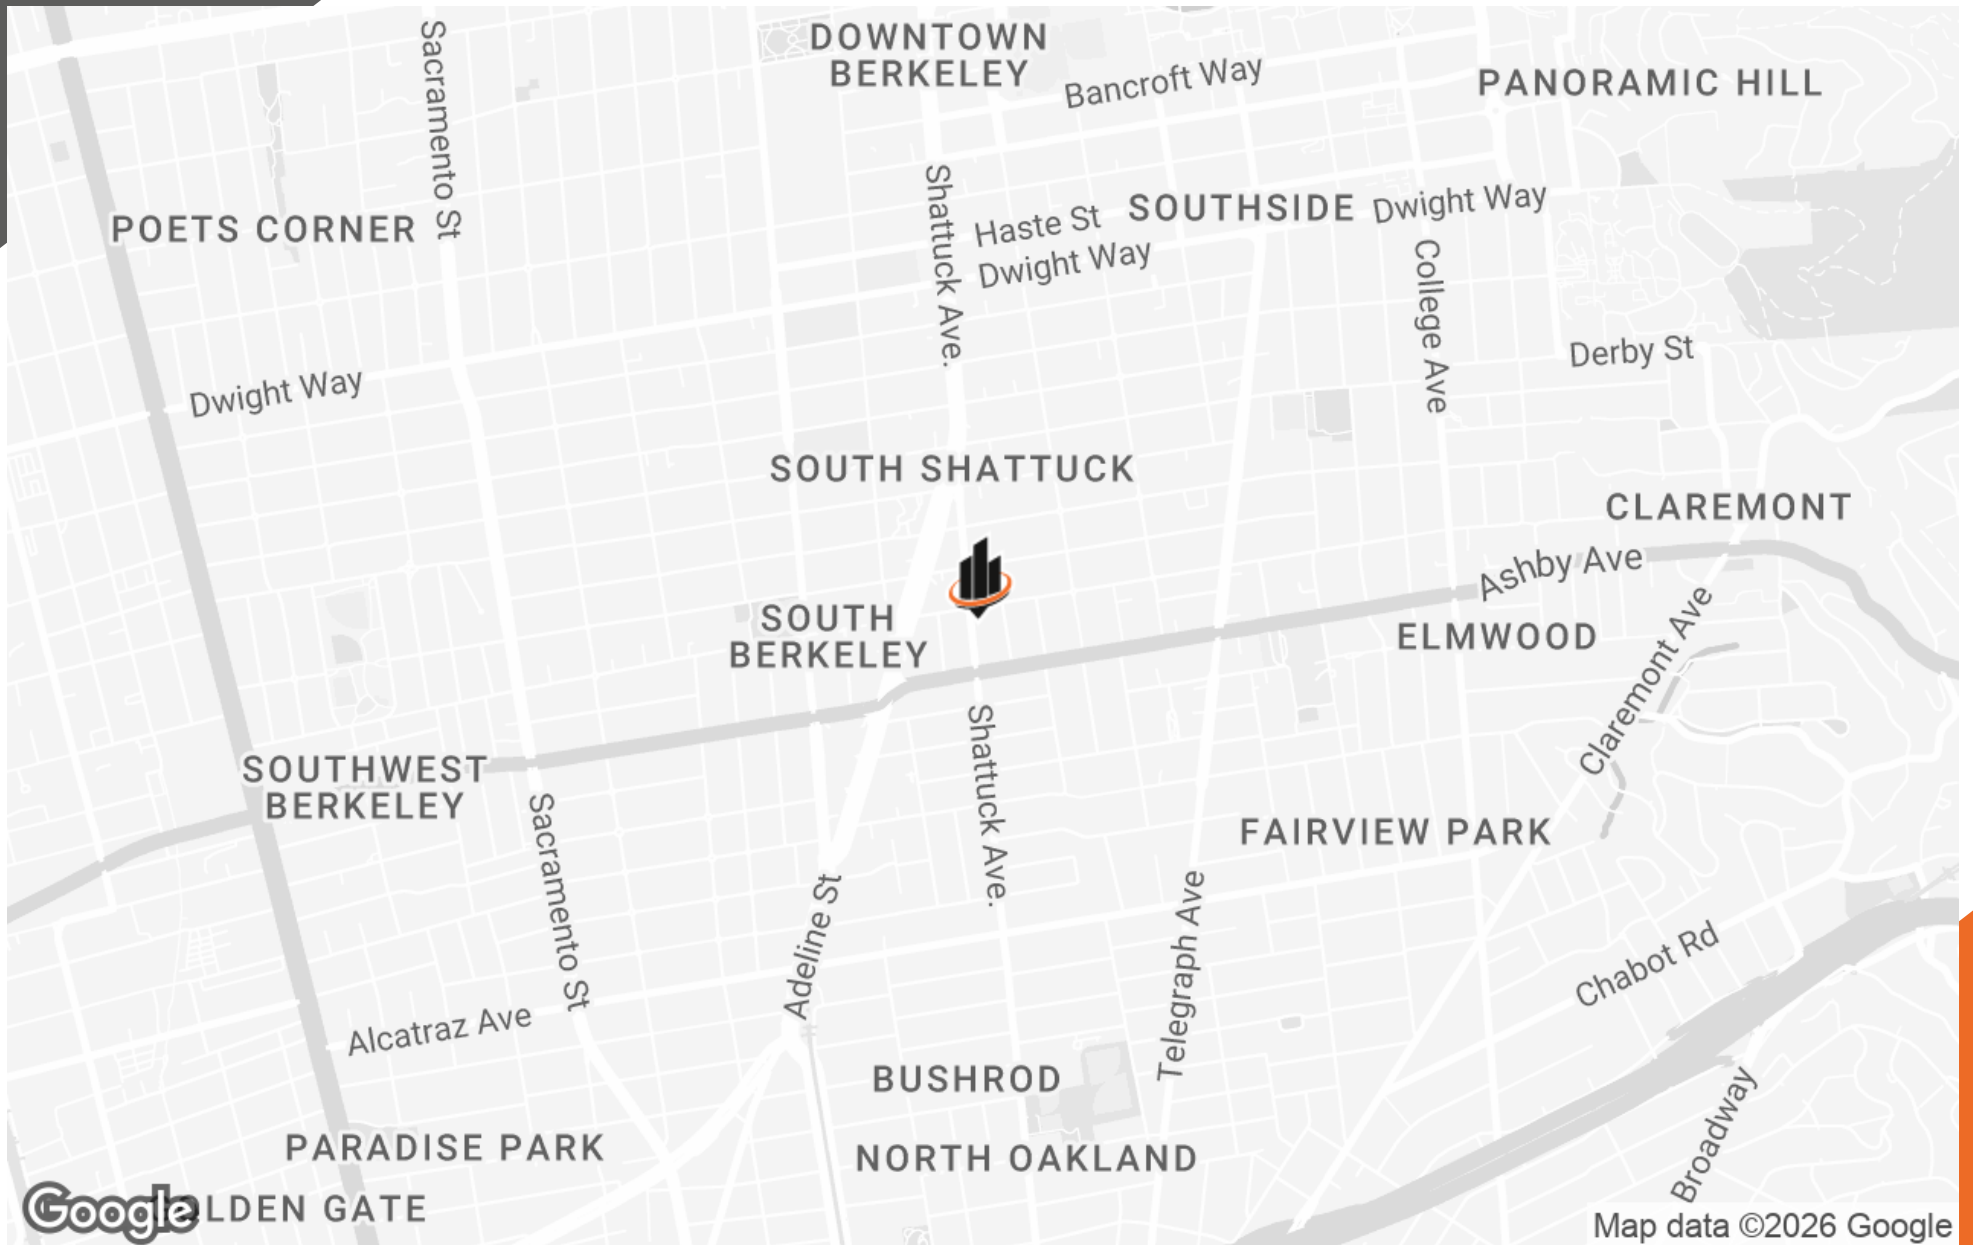 DOWNTOWN
BERKELEY
Sacramento St
Bancroft Way
PANORAMIC HILL
POETS CORNER
Shattuck Ave.
Haste St
SOUTHSIDE
Dwight Way
Dwight Way
College Ave
Derby St
Dwight Way
SOUTH SHATTUCK
CLAREMONT
Ashby Ave
SOUTH
BERKELEY
ELMWOOD
Claremont Ave
Shattuck Ave.
SOUTHWEST
BERKELEY
Sacramento St
FAIRVIEW PARK
Adeline St
Telegraph Ave
Chabot Rd
Alcatraz Ave
BUSHROD
Broadway
PARADISE PARK
NORTH OAKLAND
Google
LDEN GATE
Map data ©2026 Google